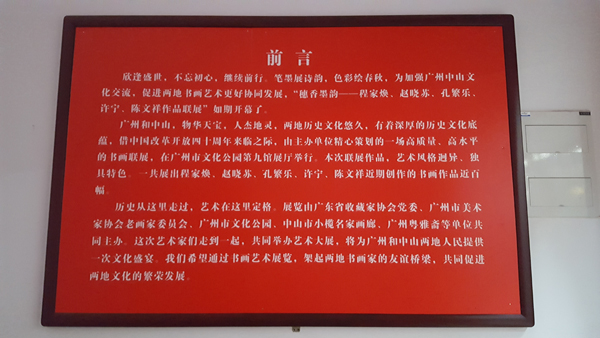 前言
欣逢盛世，不忘初心，继续前行。笔墨展诗韵，色彩绘春秋，为加强广州中山文
化交流，促进两地书画艺术更好协同发展，“穗香墨韵——程家焕、赵晓苏、孔繁乐、
许宁、陈文祥作品联展”如期开幕了。
广州和中山，物华天宝，人杰地灵，两地历史文化悠久，有着深厚的历史文化底
蕴，借中国改革开放四十周年来临之际，由主办单位精心策划的一场高质量、高水平
的书画联展，在广州市文化公园第九馆展厅举行。本次联展作品，艺术风格迥异、独
具特色。一共展出程家焕、赵晓苏、孔繁乐、许宁、陈文祥近期创作的书画作品近百
幅。
历史从这里走过，艺术在这里定格。展览由广东省收藏家协会党委、广州市美术
家协会老画家委员会、广州市文化公园、中山市小榄名家画廊、广州粤雅斋等单位共
同主办。这次艺术家们走到一起，共同举办艺术大展，将为广州和中山两地人民提供
一次文化盛宴。我们希望通过书画艺术展览，架起两地书画家的友谊桥梁，共同促进
两地文化的繁荣发展。